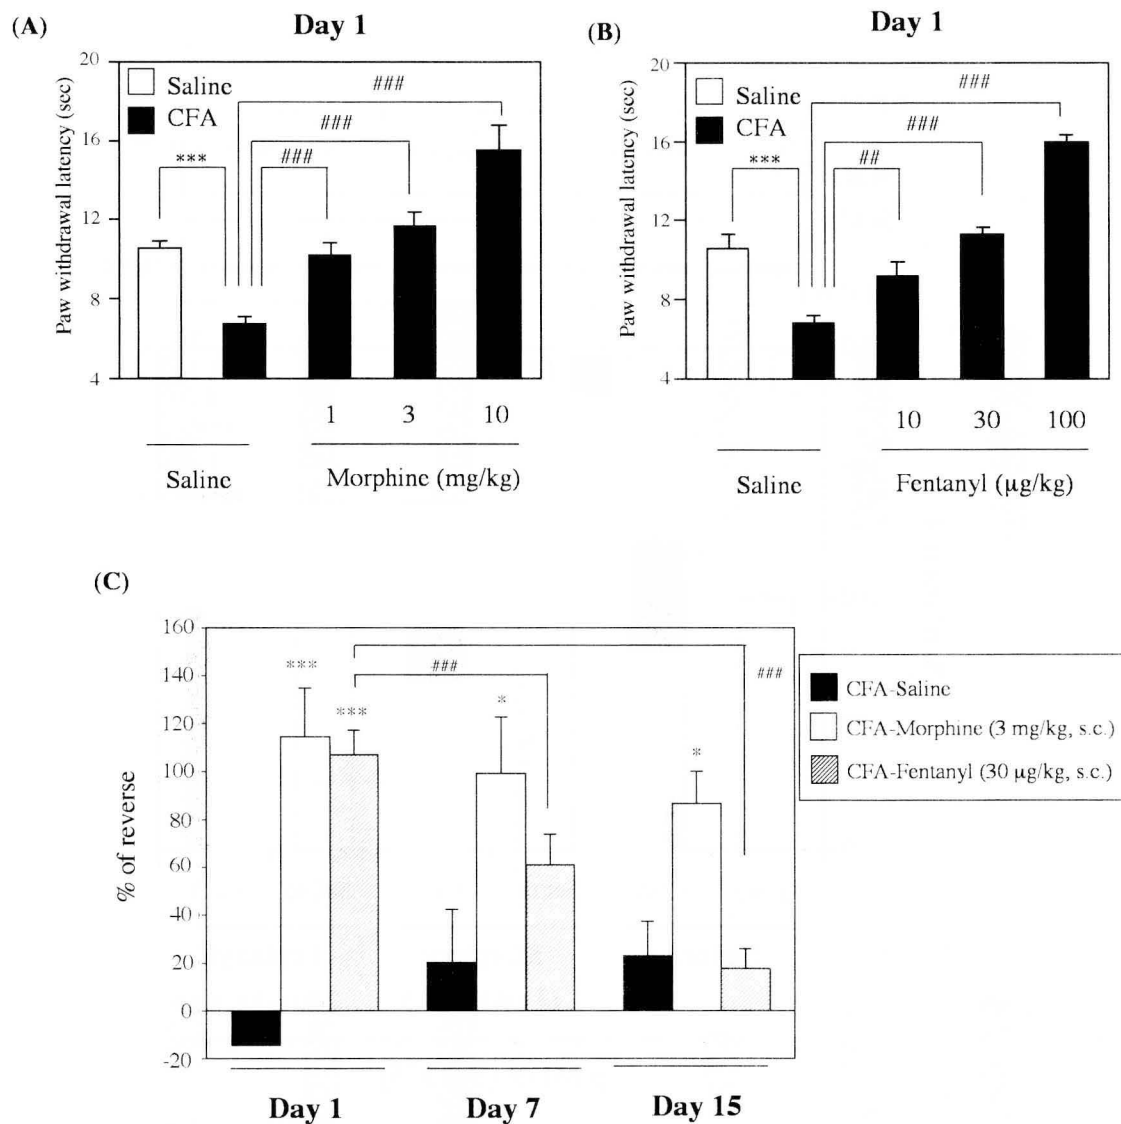 (A)
Day 1
Paw withdrawal latency (sec)
20
16
12
8
4
Saline
CFA
***
###
###
###
1 3 10
Saline
Morphine (mg/kg)
(B)
Day 1
Paw withdrawal latency (sec)
20
16
12
8
4
Saline
CFA
***
##
###
###
10 30 100
Saline
Fentanyl (μg/kg)
(C)
% of reverse
160
140
120
100
80
60
40
20
0
-20
***
***
###
*
*
###
CFA-Saline
CFA-Morphine (3 mg/kg, s.c.)
CFA-Fentanyl (30 μg/kg, s.c.)
Day 1 Day 7 Day 15